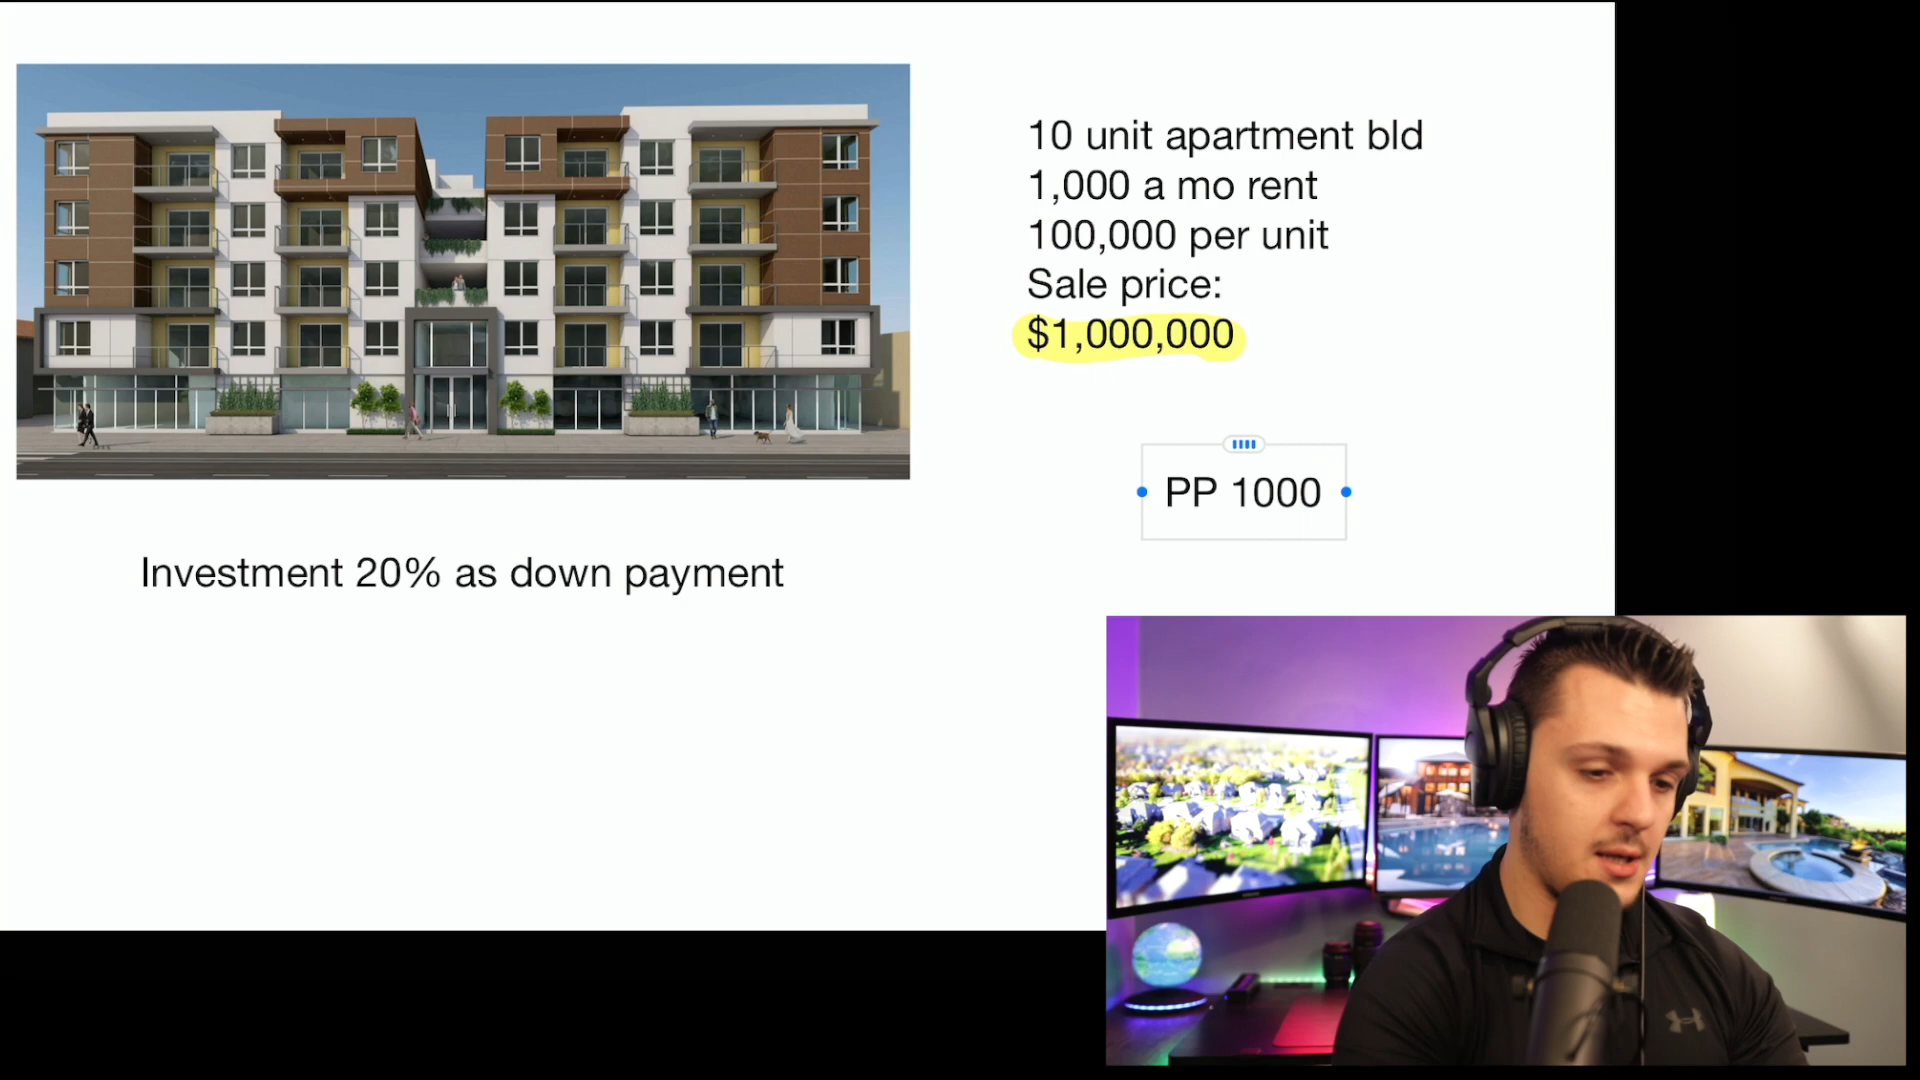 10 unit apartment bld
1,000 a mo rent
100,000 per unit
Sale price:
$1,000,000
PP 1000
Investment 20% as down payment